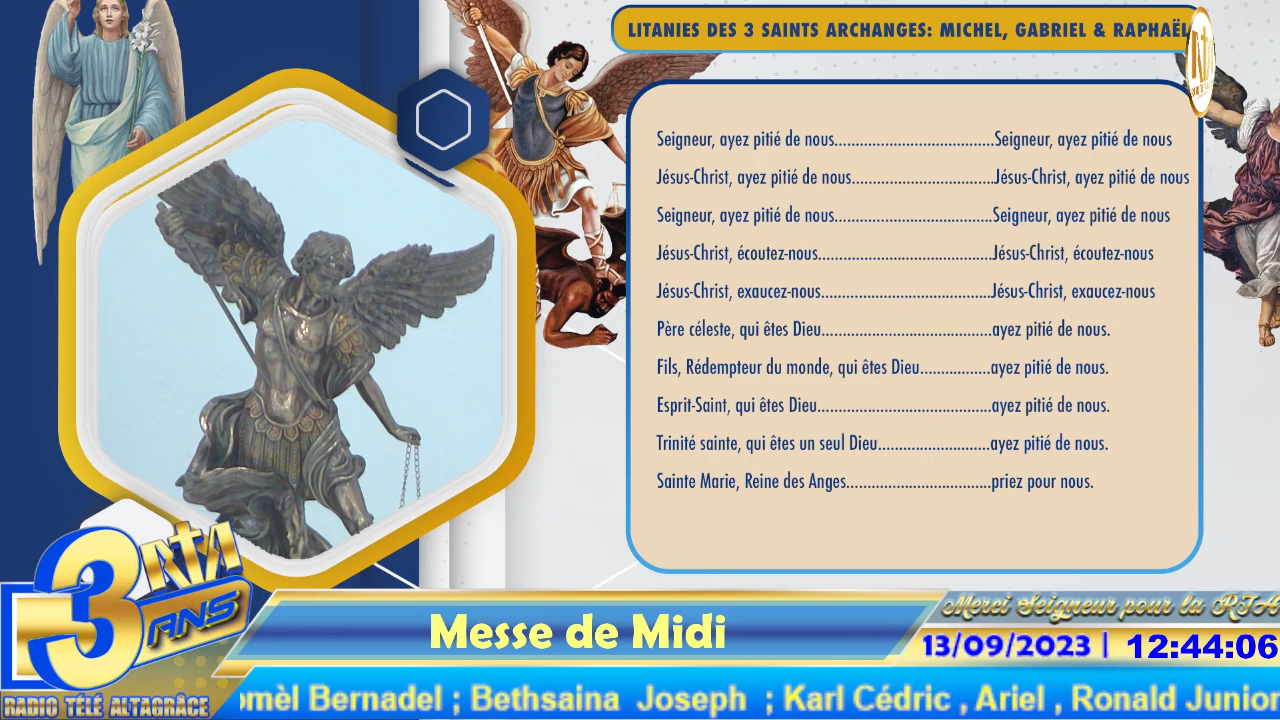 LITANIES DES 3 SAINTS ARCHANGES: MICHEL, GABRIEL & RAPHAËL
Seigneur, ayez pitié de nous......................................Seigneur, ayez pitié de nous
Jésus-Christ, ayez pitié de nous..................................Jésus-Christ, ayez pitié de nous
Seigneur, ayez pitié de nous......................................Seigneur, ayez pitié de nous
Jésus-Christ, écoutez-nous.........................................Jésus-Christ, écoutez-nous
Jésus-Christ, exaucez-nous.........................................Jésus-Christ, exaucez-nous
Père céleste, qui êtes Dieu.........................................ayez pitié de nous.
Fils, Rédempteur du monde, qui êtes Dieu.................ayez pitié de nous.
Esprit-Saint, qui êtes Dieu..........................................ayez pitié de nous.
Trinité sainte, qui êtes un seul Dieu...........................ayez pitié de nous.
Sainte Marie, Reine des Anges...................................priez pour nous.
3 RTA
ANS
RADIO TÉLÉ ALTAGRÂCE
Messe de Midi
Merci Seigneur pour la RTA
13/09/2023 | 12:44:06
omèl Bernadel ; Bethsaina Joseph ; Karl Cédric , Ariel , Ronald Junior